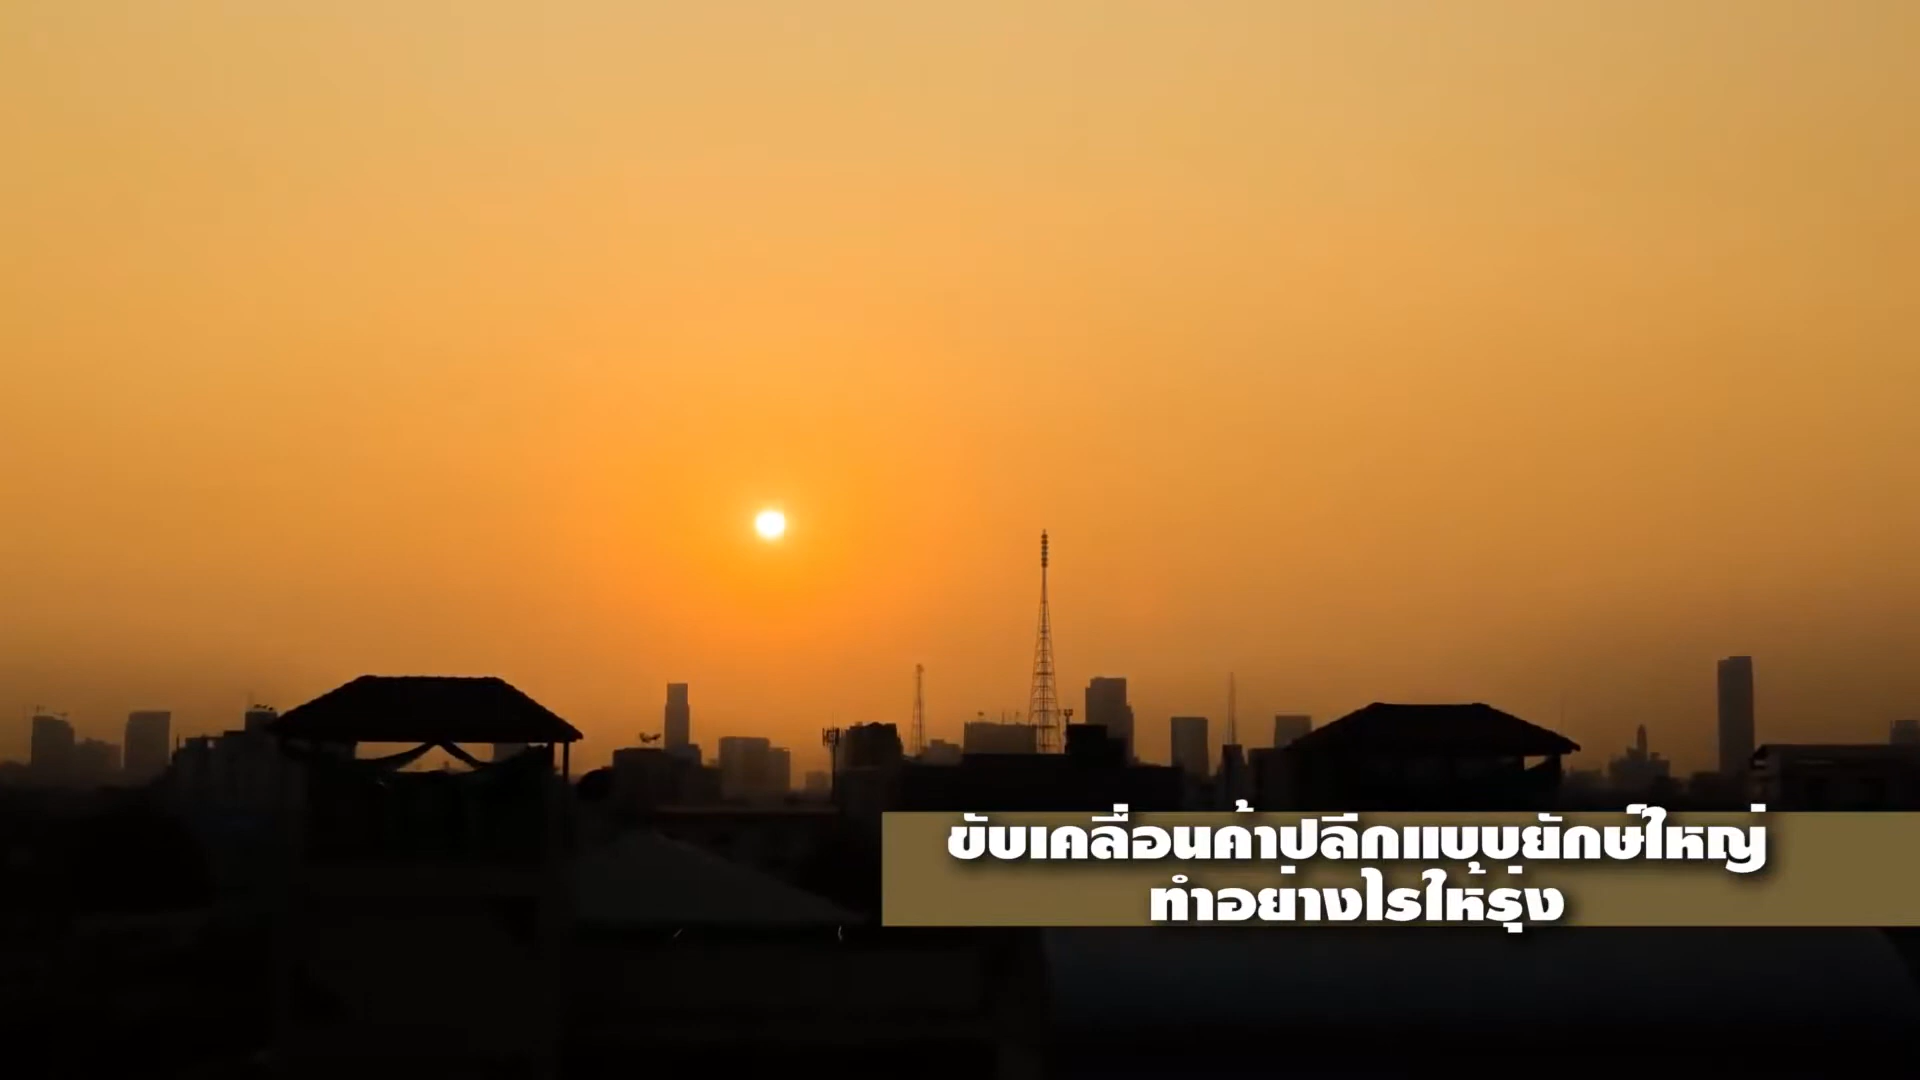 ขับเคลื่อนค้าปลีกแบบยักษ์ใหญ่
ทำอย่างไรให้รุ่ง